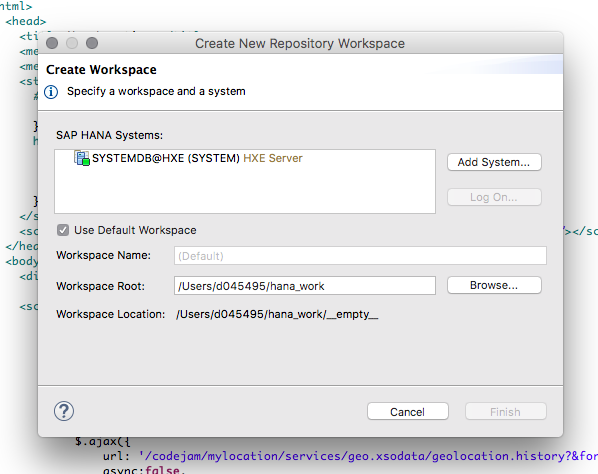 html>
<head>
Create New Repository Workspace
<me
<me
<st
Create Workspace
Specify a workspace and a system
#
}
h
SAP HANA Systems:
SYSTEMDB@HXE (SYSTEM) HXE Server
Add System...
Log On...
}
</s
<sc
></sc
Use Default Workspace
</hea
Workspace Name:
(Default)
<body
<di
Workspace Root:
/Users/d045495/hana_work
Browse...
<sc
Workspace Location:
/Users/d045495/hana_work/__empty__
?
Cancel
Finish
$.ajax({
url: '/codejam/mylocation/services/geo.xsodata/geolocation.history?&for
async:false,